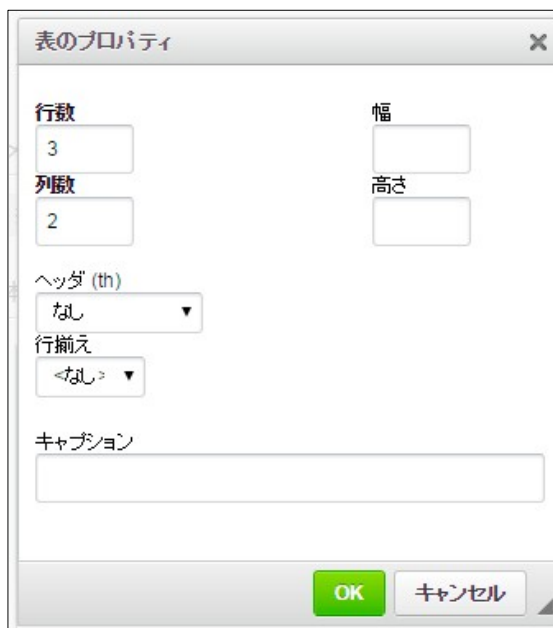 表のプロパティ
行数
幅
3
列数
高さ
2
ヘッダ (th)
なし
行揃え
<なし>
キャプション
OK キャンセル